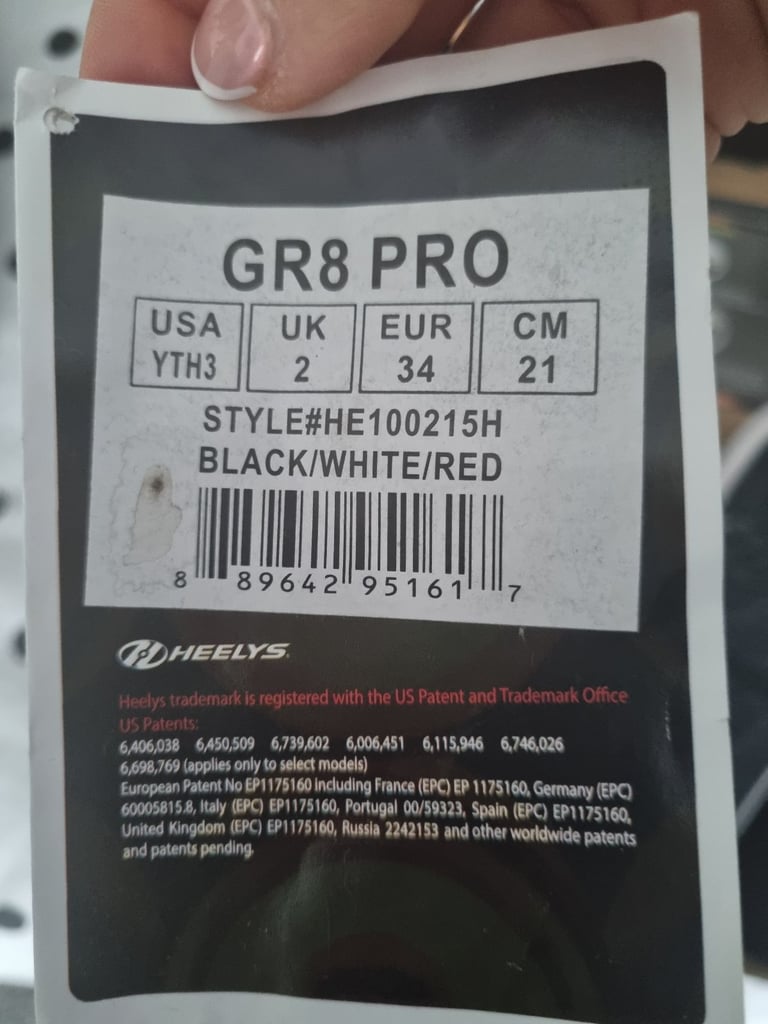 GR8 PRO
USA UK EUR CM
YTH3 2 34 21
STYLE#HE100215H
BLACK/WHITE/RED
8 89642 95161 7
HEELYS
Heelys trademark is registered with the US Patent and Trademark Office
US Patents:
6,406,038 6,450,509 6,739,602 6,006,451 6,115,946 6,746,026
6,698,769 (applies only to select models)
European Patent No EP1175160 including France (EPC) EP 1175160, Germany (EPC)
60005815.8, Italy (EPC) EP1175160, Portugal 00/59323, Spain (EPC) EP1175160,
United Kingdom (EPC) EP1175160, Russia 2242153 and other worldwide patents
and patents pending.